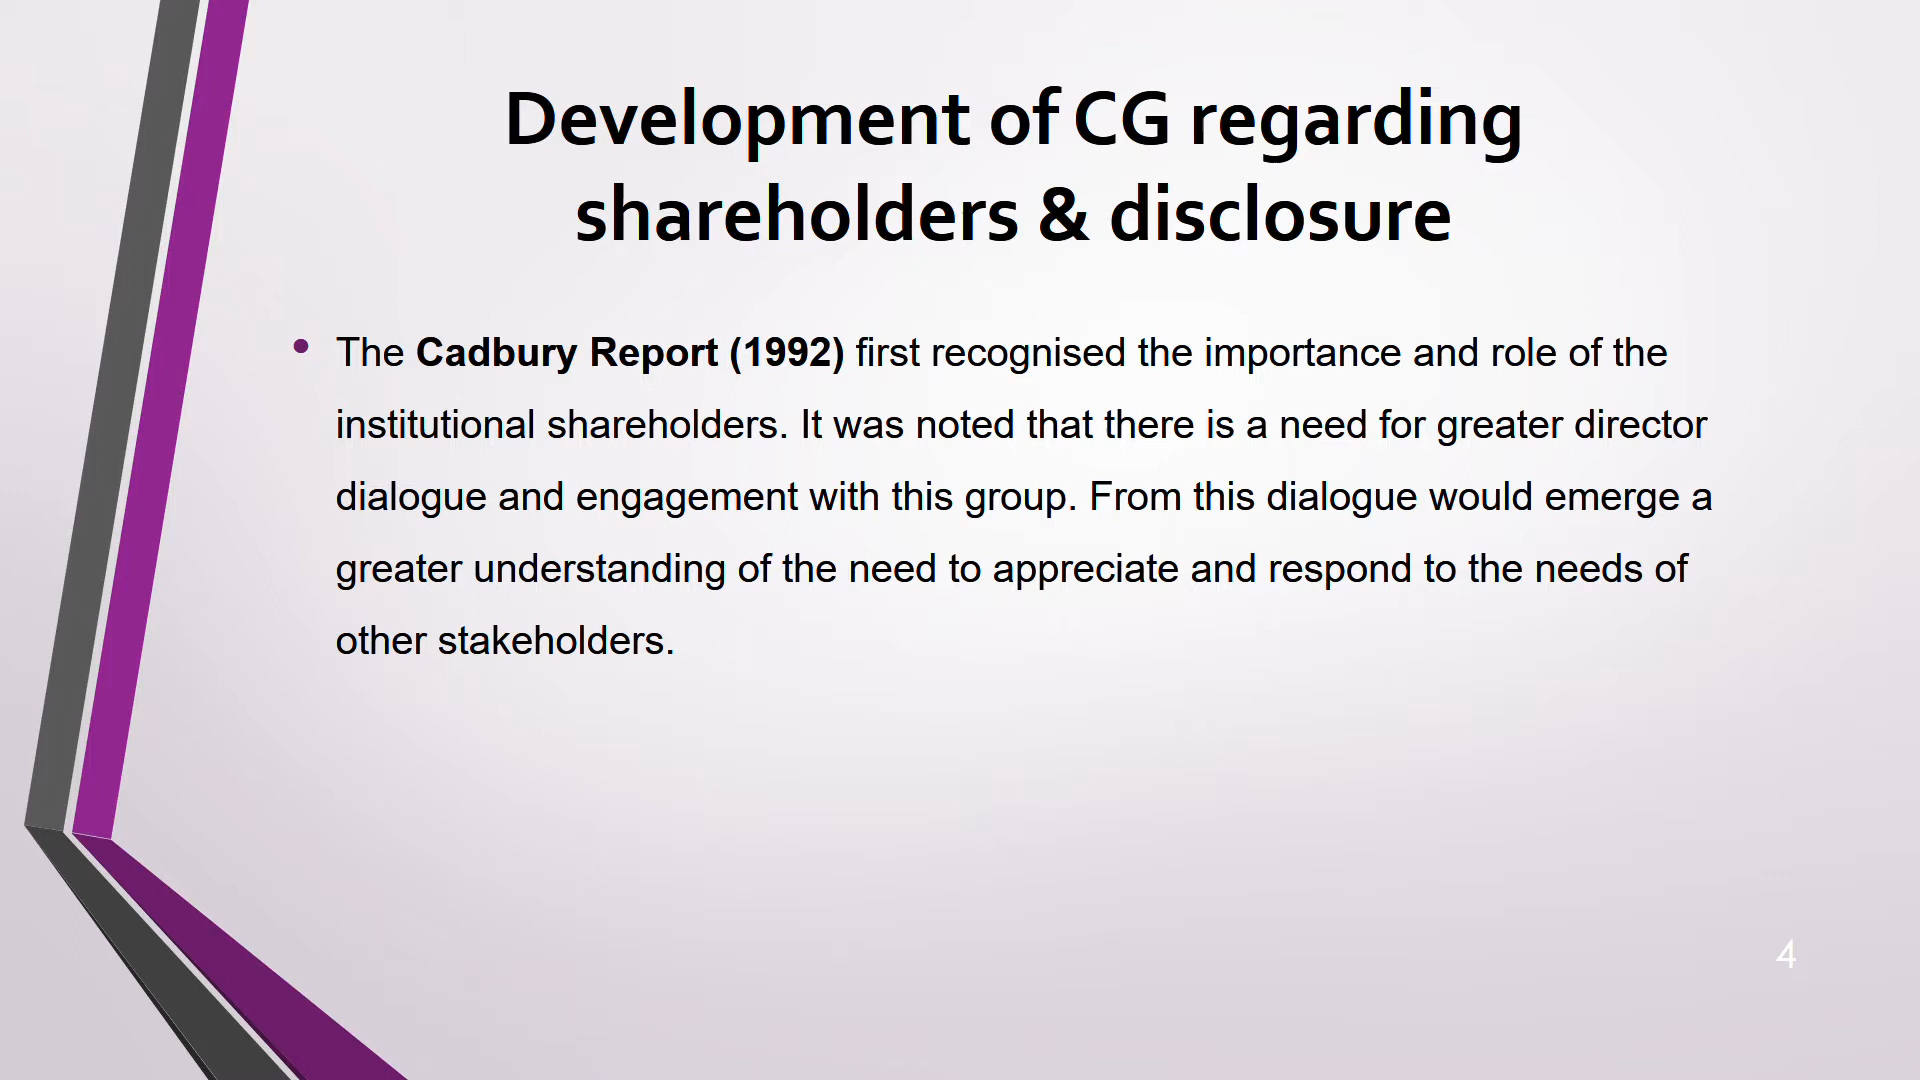 Development of CG regarding
shareholders & disclosure
• The Cadbury Report (1992) first recognised the importance and role of the
institutional shareholders. It was noted that there is a need for greater director
dialogue and engagement with this group. From this dialogue would emerge a
greater understanding of the need to appreciate and respond to the needs of
other stakeholders.
4